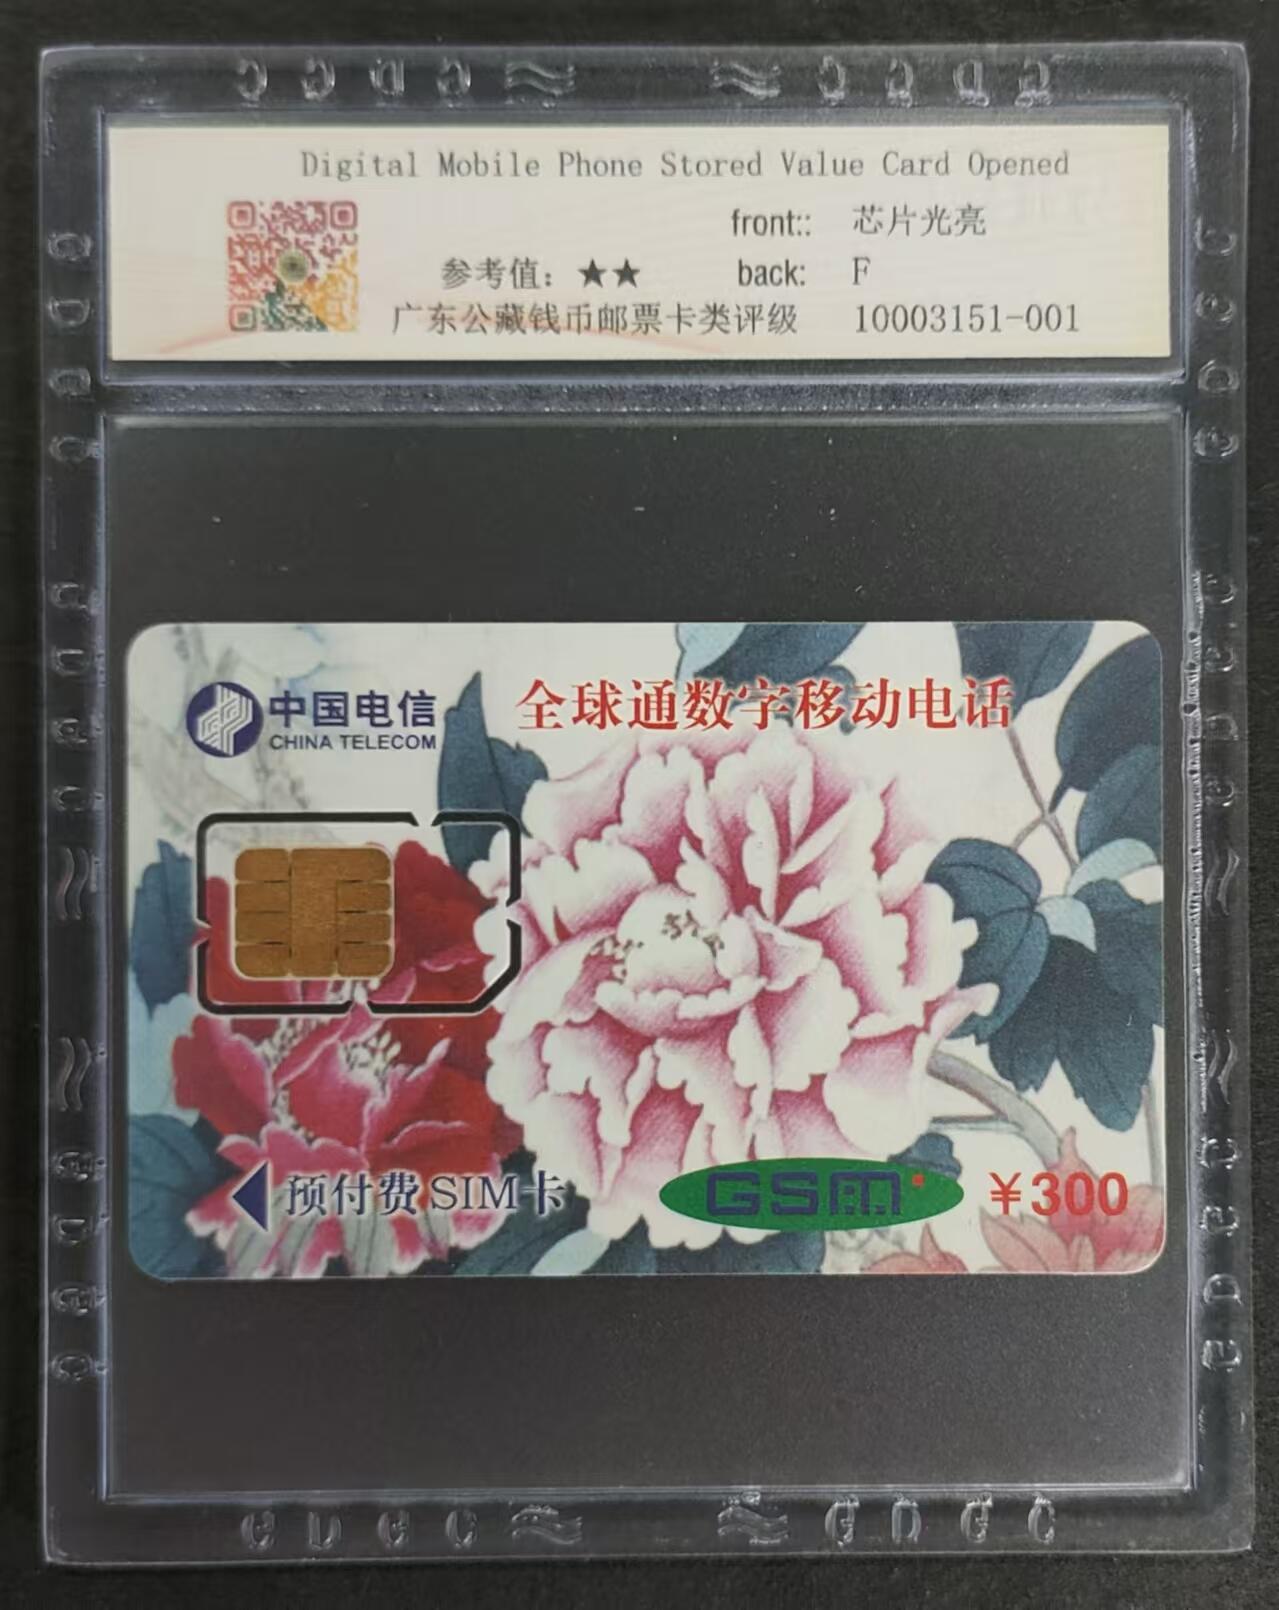 Digital Mobile Phone Stored Value Card Opened
front:: 芯片光亮
参考值：★★ back: F
广东公藏钱币邮票卡类评级 10003151-001
中国电信
CHINA TELECOM
全球通数字移动电话
预付费SIM卡
GSM
¥300